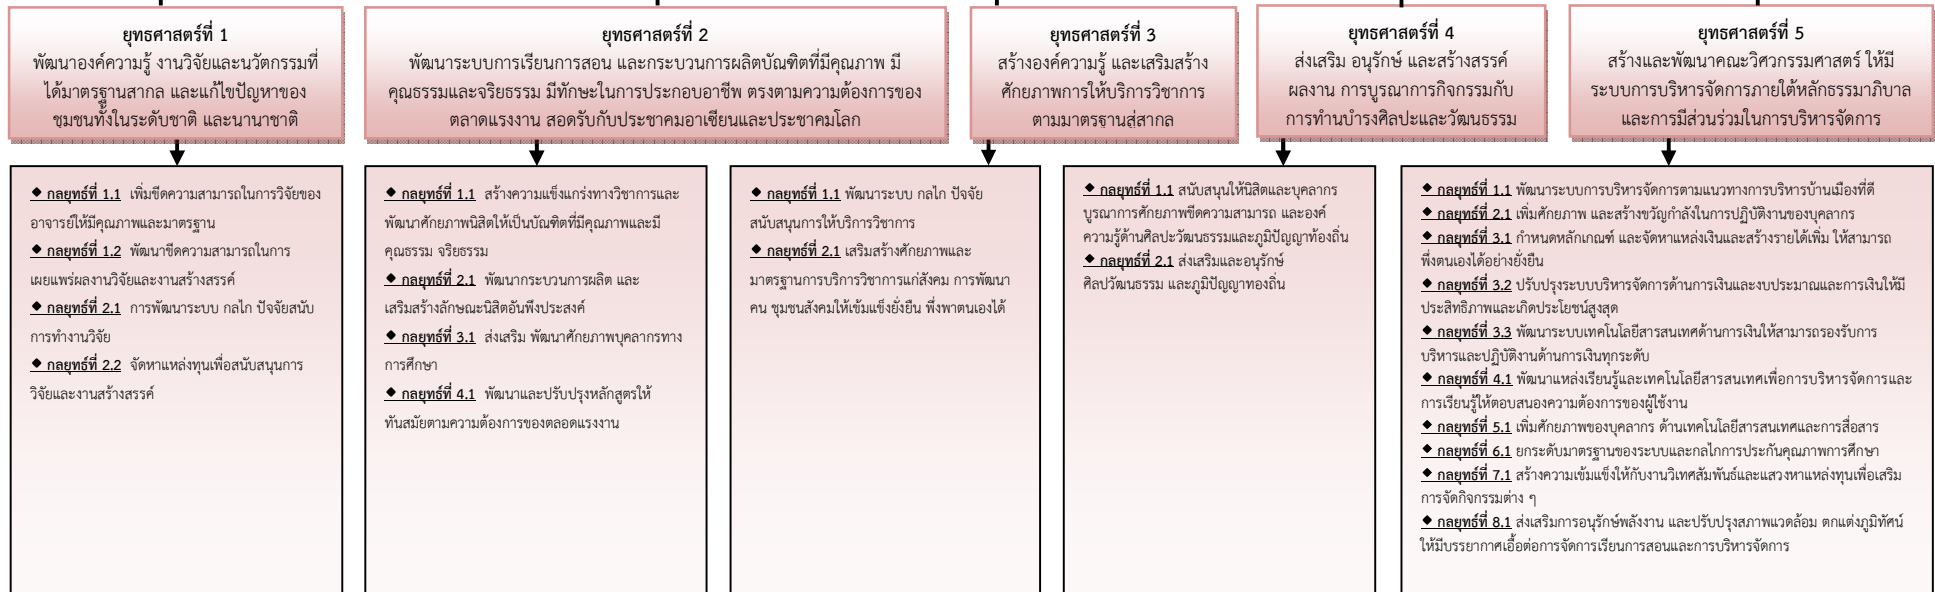 ยุทธศาสตร์ที่ 1
พัฒนาองค์ความรู้ งานวิจัยและนวัตกรรมที่
ได้มาตรฐานสากล และแก้ไขปัญหาของ
ชุมชนทั้งในระดับชาติ และนานาชาติ
ยุทธศาสตร์ที่ 2
พัฒนาระบบการเรียนการสอน และกระบวนการผลิตบัณฑิตที่มีคุณภาพ มี
คุณธรรมและจริยธรรม มีทักษะในการประกอบอาชีพ ตรงตามความต้องการของ
ตลาดแรงงาน สอดรับกับประชาคมอาเซียนและประชาคมโลก
ยุทธศาสตร์ที่ 3
สร้างองค์ความรู้ และเสริมสร้าง
ศักยภาพการให้บริการวิชาการ
ตามมาตรฐานสู่สากล
ยุทธศาสตร์ที่ 4
ส่งเสริม อนุรักษ์ และสร้างสรรค์
ผลงาน การบูรณาการกิจกรรมกับ
การทำนุบำรุงศิลปะและวัฒนธรรม
ยุทธศาสตร์ที่ 5
สร้างและพัฒนาคณะวิศวกรรมศาสตร์ ให้มี
ระบบการบริหารจัดการภายใต้หลักธรรมาภิบาล
และการมีส่วนร่วมในการบริหารจัดการ
◆ กลยุทธ์ที่ 1.1 เพิ่มขีดความสามารถในการวิจัยของ
อาจารย์ให้มีคุณภาพและมาตรฐาน
◆ กลยุทธ์ที่ 1.2 พัฒนาขีดความสามารถในการ
เผยแพร่ผลงานวิจัยและงานสร้างสรรค์
◆ กลยุทธ์ที่ 2.1 การพัฒนาระบบ กลไก ปัจจัยสนับ
การทำงานวิจัย
◆ กลยุทธ์ที่ 2.2 จัดหาแหล่งทุนเพื่อสนับสนุนการ
วิจัยและงานสร้างสรรค์
◆ กลยุทธ์ที่ 1.1 สร้างความแข็งแกร่งทางวิชาการและ
พัฒนาศักยภาพนิสิตให้เป็นบัณฑิตที่มีคุณภาพและมี
คุณธรรม จริยธรรม
◆ กลยุทธ์ที่ 2.1 พัฒนากระบวนการผลิต และ
เสริมสร้างลักษณะนิสิตอันพึงประสงค์
◆ กลยุทธ์ที่ 3.1 ส่งเสริม พัฒนาศักยภาพบุคลากรทาง
การศึกษา
◆ กลยุทธ์ที่ 4.1 พัฒนาและปรับปรุงหลักสูตรให้
ทันสมัยตามความต้องการของตลอดแรงงาน
◆ กลยุทธ์ที่ 1.1 พัฒนาระบบ กลไก ปัจจัย
สนับสนุนการให้บริการวิชาการ
◆ กลยุทธ์ที่ 2.1 เสริมสร้างศักยภาพและ
มาตรฐานการบริการวิชาการแก่สังคม การพัฒนา
คน ชุมชนสังคมให้เข้มแข็งยั่งยืน พึ่งพาตนเองได้
◆ กลยุทธ์ที่ 1.1 สนับสนุนให้นิสิตและบุคลากร
บูรณาการศักยภาพขีดความสามารถ และองค์
ความรู้ด้านศิลปะวัฒนธรรมและภูมิปัญญาท้องถิ่น
◆ กลยุทธ์ที่ 2.1 ส่งเสริมและอนุรักษ์
ศิลปวัฒนธรรม และภูมิปัญญาทองถิ่น
◆ กลยุทธ์ที่ 1.1 พัฒนาระบบการบริหารจัดการตามแนวทางการบริหารบ้านเมืองที่ดี
◆ กลยุทธ์ที่ 2.1 เพิ่มศักยภาพ และสร้างขวัญกำลังในการปฏิบัติงานของบุคลากร
◆ กลยุทธ์ที่ 3.1 กำหนดหลักเกณฑ์ และจัดหาแหล่งเงินและสร้างรายได้เพิ่ม ให้สามารถ
พึ่งตนเองได้อย่างยั่งยืน
◆ กลยุทธ์ที่ 3.2 ปรับปรุงระบบบริหารจัดการด้านการเงินและงบประมาณและการเงินให้มี
ประสิทธิภาพและเกิดประโยชน์สูงสุด
◆ กลยุทธ์ที่ 3.3 พัฒนาระบบเทคโนโลยีสารสนเทศด้านการเงินให้สามารถรองรับการ
บริหารและปฏิบัติงานด้านการเงินทุกระดับ
◆ กลยุทธ์ที่ 4.1 พัฒนาแหล่งเรียนรู้และเทคโนโลยีสารสนเทศเพื่อการบริหารจัดการและ
การเรียนรู้ให้ตอบสนองความต้องการของผู้ใช้งาน
◆ กลยุทธ์ที่ 5.1 เพิ่มศักยภาพของบุคลากร ด้านเทคโนโลยีสารสนเทศและการสื่อสาร
◆ กลยุทธ์ที่ 6.1 ยกระดับมาตรฐานของระบบและกลไกการประกันคุณภาพการศึกษา
◆ กลยุทธ์ที่ 7.1 สร้างความเข้มแข็งให้กับงานวิเทศสัมพันธ์และแสวงหาแหล่งทุนเพื่อเสริม
การจัดกิจกรรมต่าง ๆ
◆ กลยุทธ์ที่ 8.1 ส่งเสริมการอนุรักษ์พลังงาน และปรับปรุงสภาพแวดล้อม ตกแต่งภูมิทัศน์
ให้มีบรรยากาศเอื้อต่อการจัดการเรียนการสอนและการบริหารจัดการ